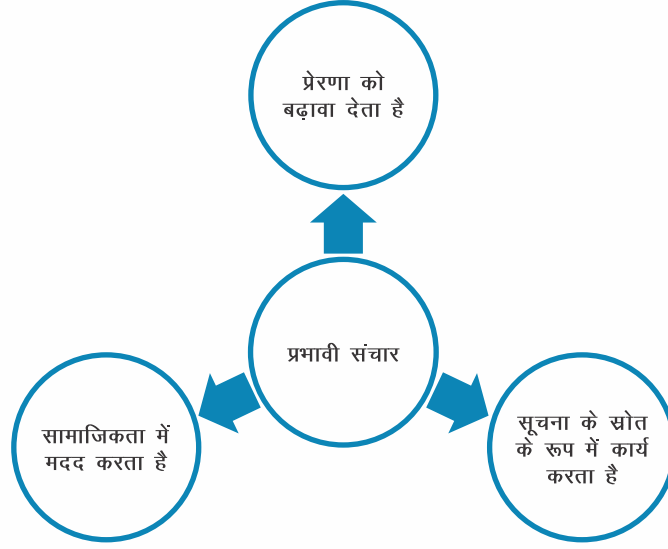 प्रेरणा को
बढ़ावा देता है
प्रभावी संचार
सामाजिकता में
मदद करता है
सूचना के स्रोत
के रूप में कार्य
करता है